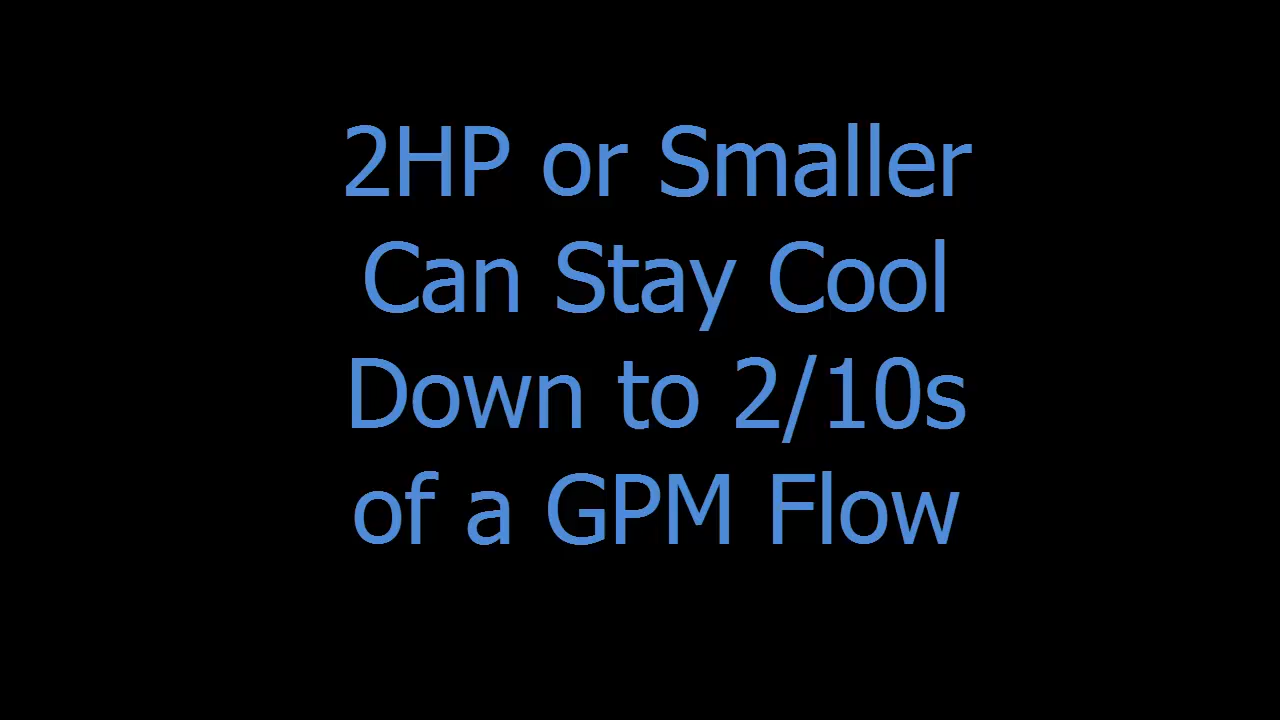 2HP or Smaller
Can Stay Cool
Down to 2/10s
of a GPM Flow